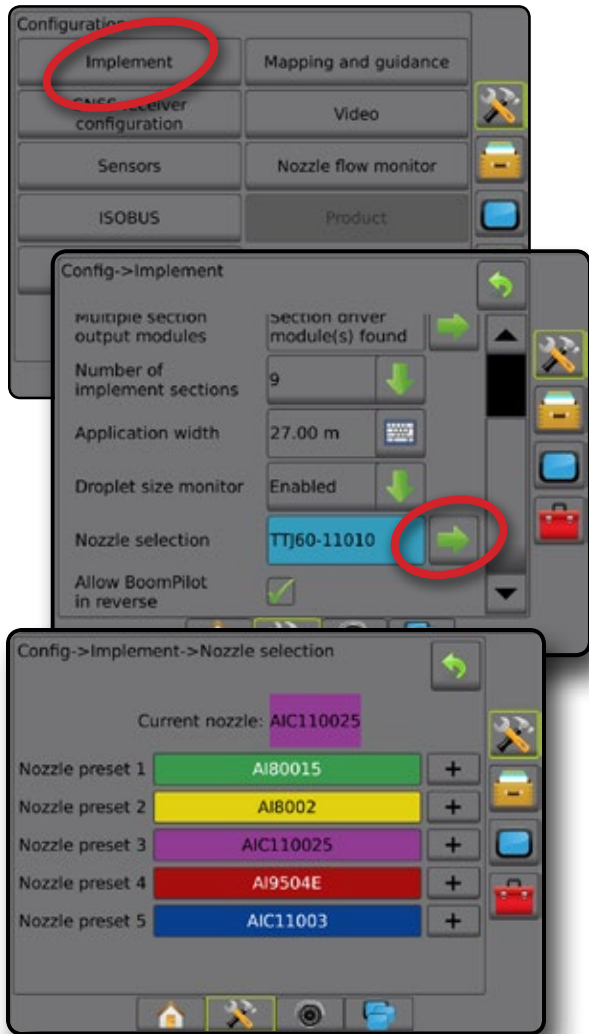 Configuration
Implement
Mapping and guidance
GNSS receiver
configuration
Video
Sensors
Nozzle flow monitor
ISOBUS
Product
Config->Implement
Multiple section
output modules
Section driver
module(s) found
Number of
implement sections
9
Application width
27.00 m
Droplet size monitor
Enabled
Nozzle selection
TTJ60-11010
Allow BoomPilot
in reverse
Config->Implement->Nozzle selection
Current nozzle: AIC110025
Nozzle preset 1 AI80015 +
Nozzle preset 2 AI8002 +
Nozzle preset 3 AIC110025 +
Nozzle preset 4 AI9504E +
Nozzle preset 5 AIC11003 +